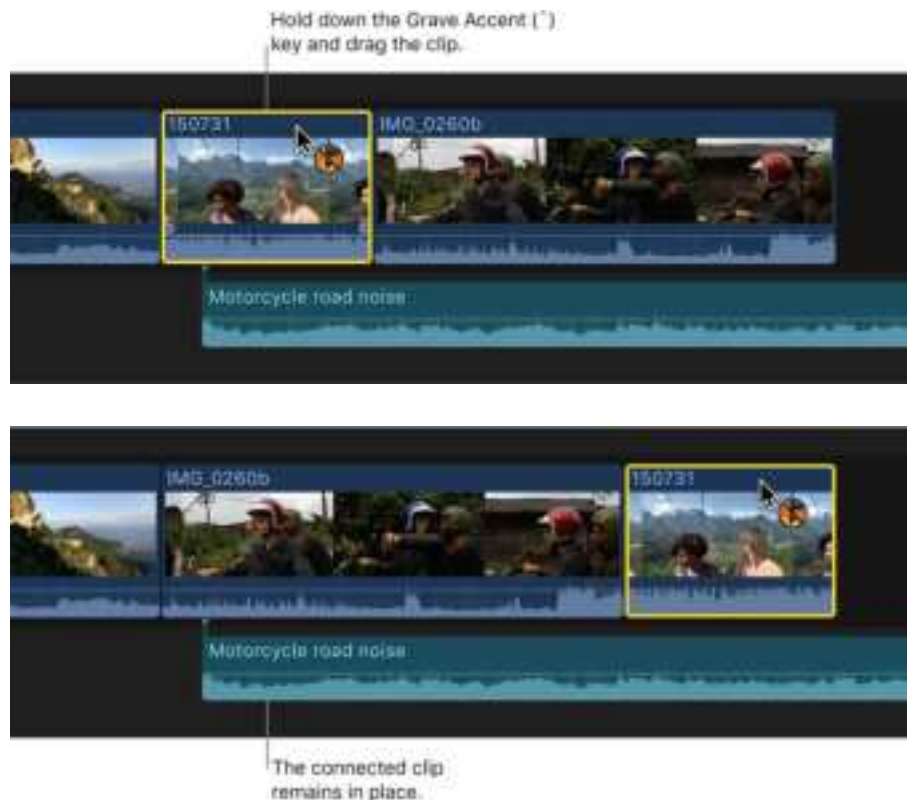 Hold down the Grave Accent (`)
key and drag the clip.
150731
IMG_0260b
Motorcycle road noise
IMG_0260b
150731
Motorcycle road noise
The connected clip
remains in place.